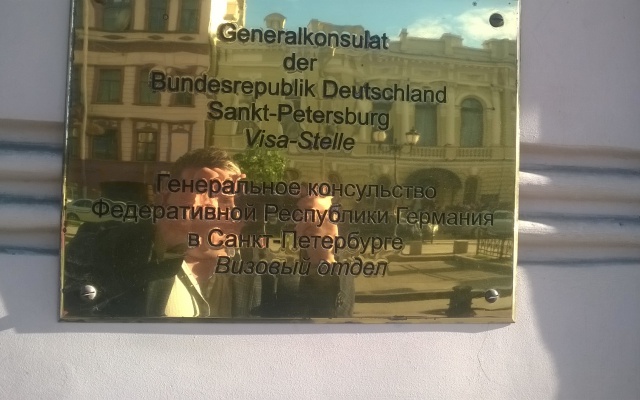 Generalkonsulat
der
Bundesrepublik Deutschland
Sankt-Petersburg
Visa-Stelle
Генеральное консульство
Федеративной Республики Германия
в Санкт-Петербурге
Визовый отдел